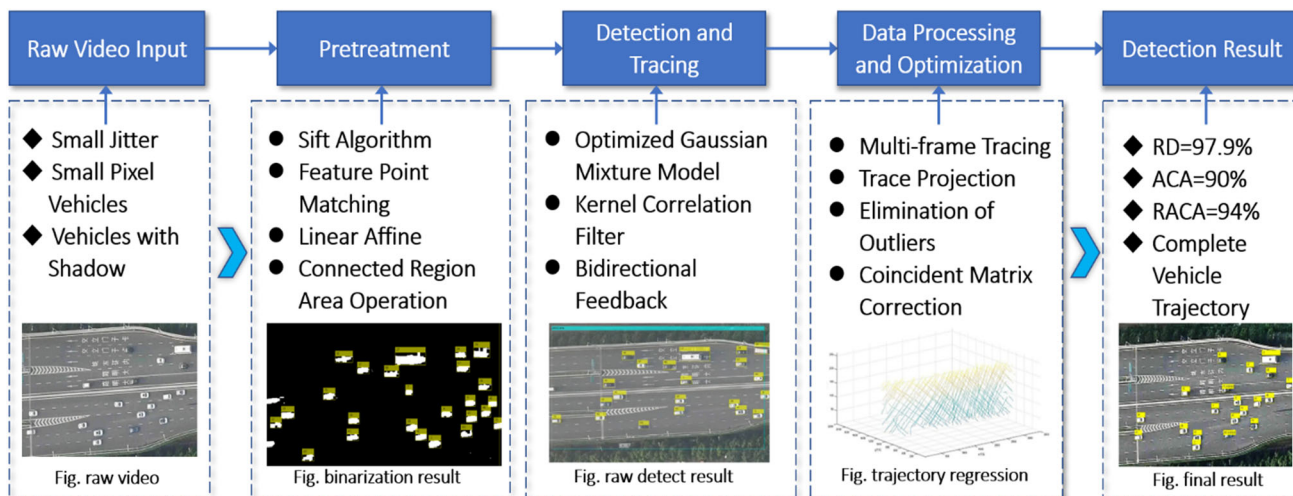 Raw Video Input
Pretreatment
Detection and
Tracing
Data Processing
and Optimization
Detection Result
◆ Small Jitter
◆ Small Pixel
Vehicles
◆ Vehicles with
Shadow
Fig. raw video
● Sift Algorithm
● Feature Point
Matching
● Linear Affine
● Connected Region
Area Operation
Fig. binarization result
● Optimized Gaussian
Mixture Model
● Kernel Correlation
Filter
● Bidirectional
Feedback
Fig. raw detect result
● Multi-frame Tracing
● Trace Projection
● Elimination of
Outliers
● Coincident Matrix
Correction
Fig. trajectory regression
◆ RD=97.9%
◆ ACA=90%
◆ RACA=94%
◆ Complete
Vehicle
Trajectory
Fig. final result